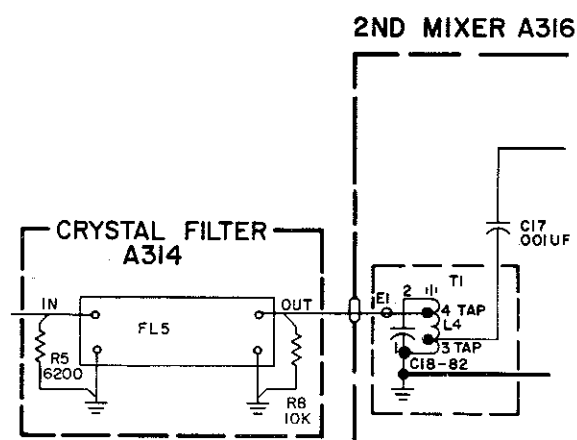 2ND MIXER A316
CRYSTAL FILTER
A314
C17
.001UF
IN
OUT
FL5
R5
6200
R8
10K
E1
2
T1
4 TAP
L4
1
3 TAP
C18-82